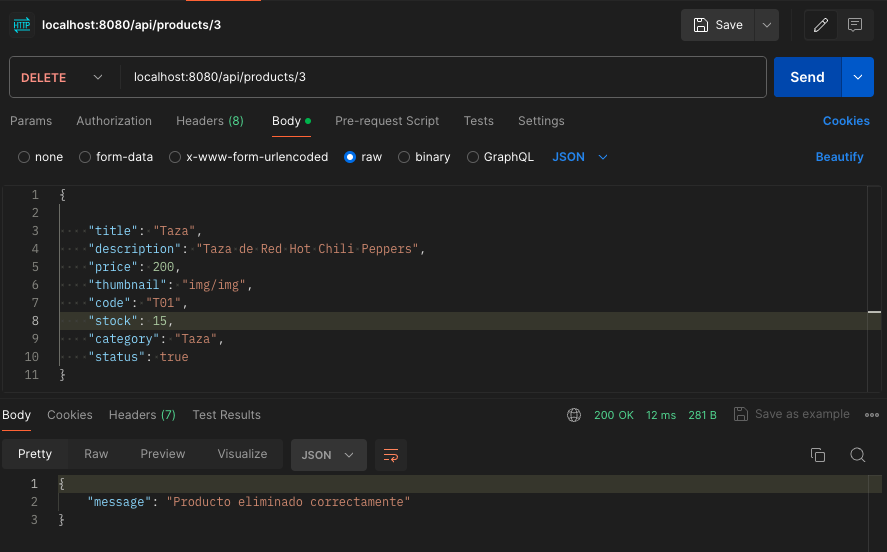 HTTP localhost:8080/api/products/3 Save
DELETE localhost:8080/api/products/3 Send
Params Authorization Headers (8) Body Pre-request Script Tests Settings Cookies
none form-data x-www-form-urlencoded raw binary GraphQL JSON Beautify
1 {
2
3 "title": "Taza",
4 "description": "Taza de Red Hot Chili Peppers",
5 "price": 200,
6 "thumbnail": "img/img",
7 "code": "T01",
8 "stock": 15,
9 "category": "Taza",
10 "status": true
11 }
Body Cookies Headers (7) Test Results 200 OK 12 ms 281 B Save as example
Pretty Raw Preview Visualize JSON
1 {
2 "message": "Producto eliminado correctamente"
3 }